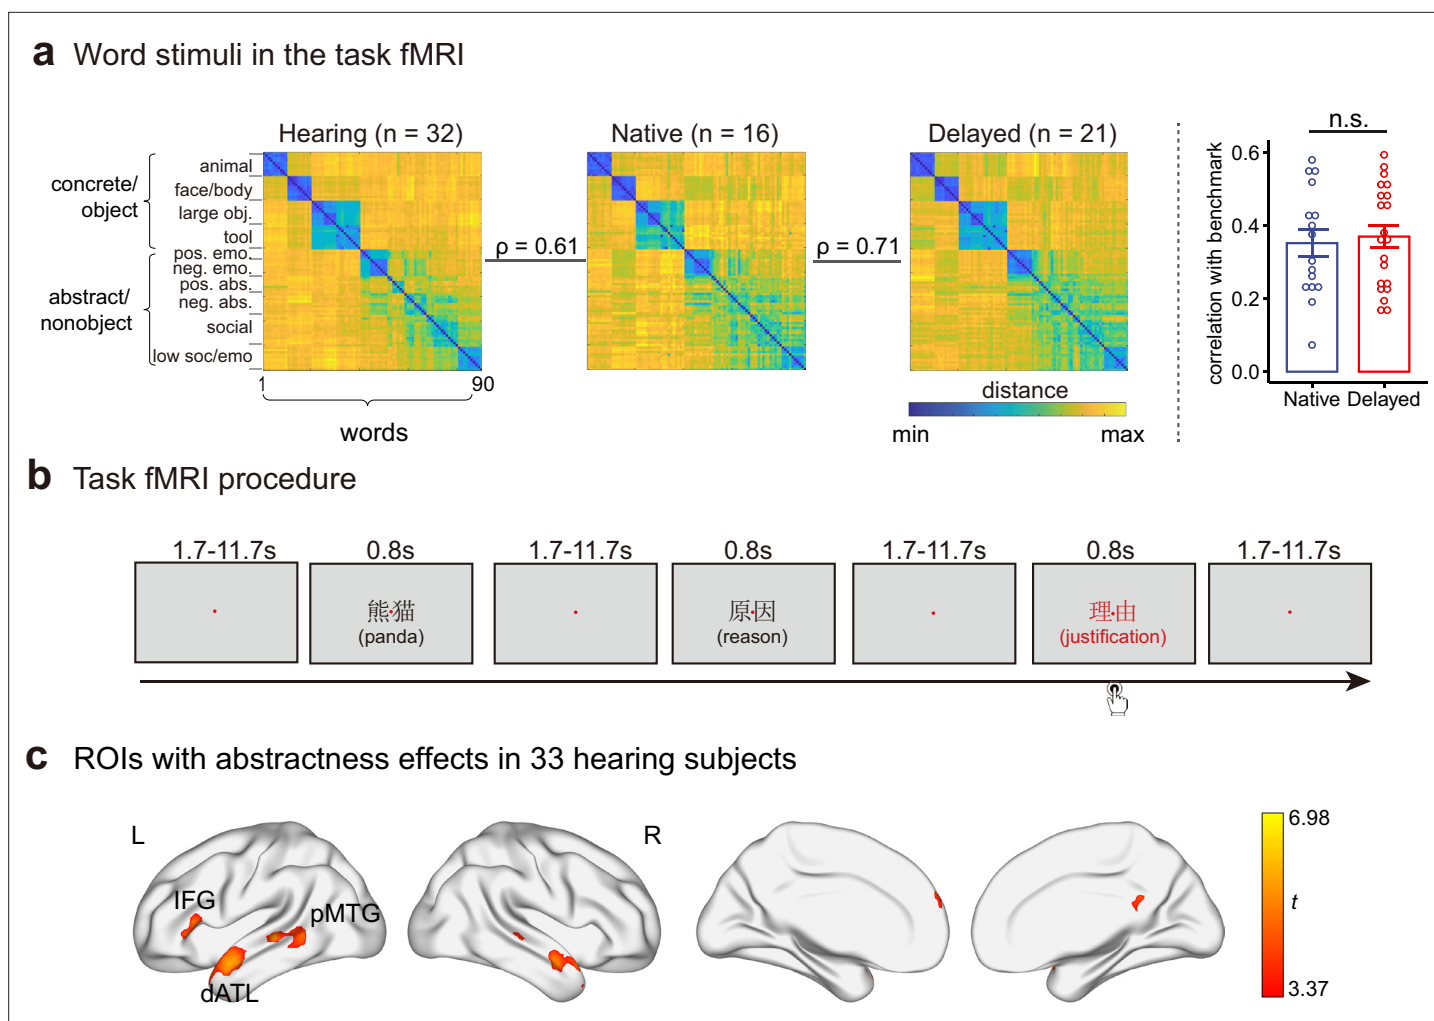 a Word stimuli in the task fMRI
Hearing (n = 32)
Native (n = 16)
Delayed (n = 21)
concrete/
object
animal
face/body
large obj.
tool
abstract/
nonobject
pos. emo.
neg. emo.
pos. abs.
neg. abs.
social
low soc/emo
1
90
words
ρ = 0.61
ρ = 0.71
distance
min
max
n.s.
correlation with benchmark
0.6
0.4
0.2
0.0
Native Delayed
b Task fMRI procedure
1.7-11.7s
0.8s
1.7-11.7s
0.8s
1.7-11.7s
0.8s
1.7-11.7s
熊猫
(panda)
原因
(reason)
理由
(justification)
c ROIs with abstractness effects in 33 hearing subjects
L
R
IFG
pMTG
dATL
6.98
t
3.37